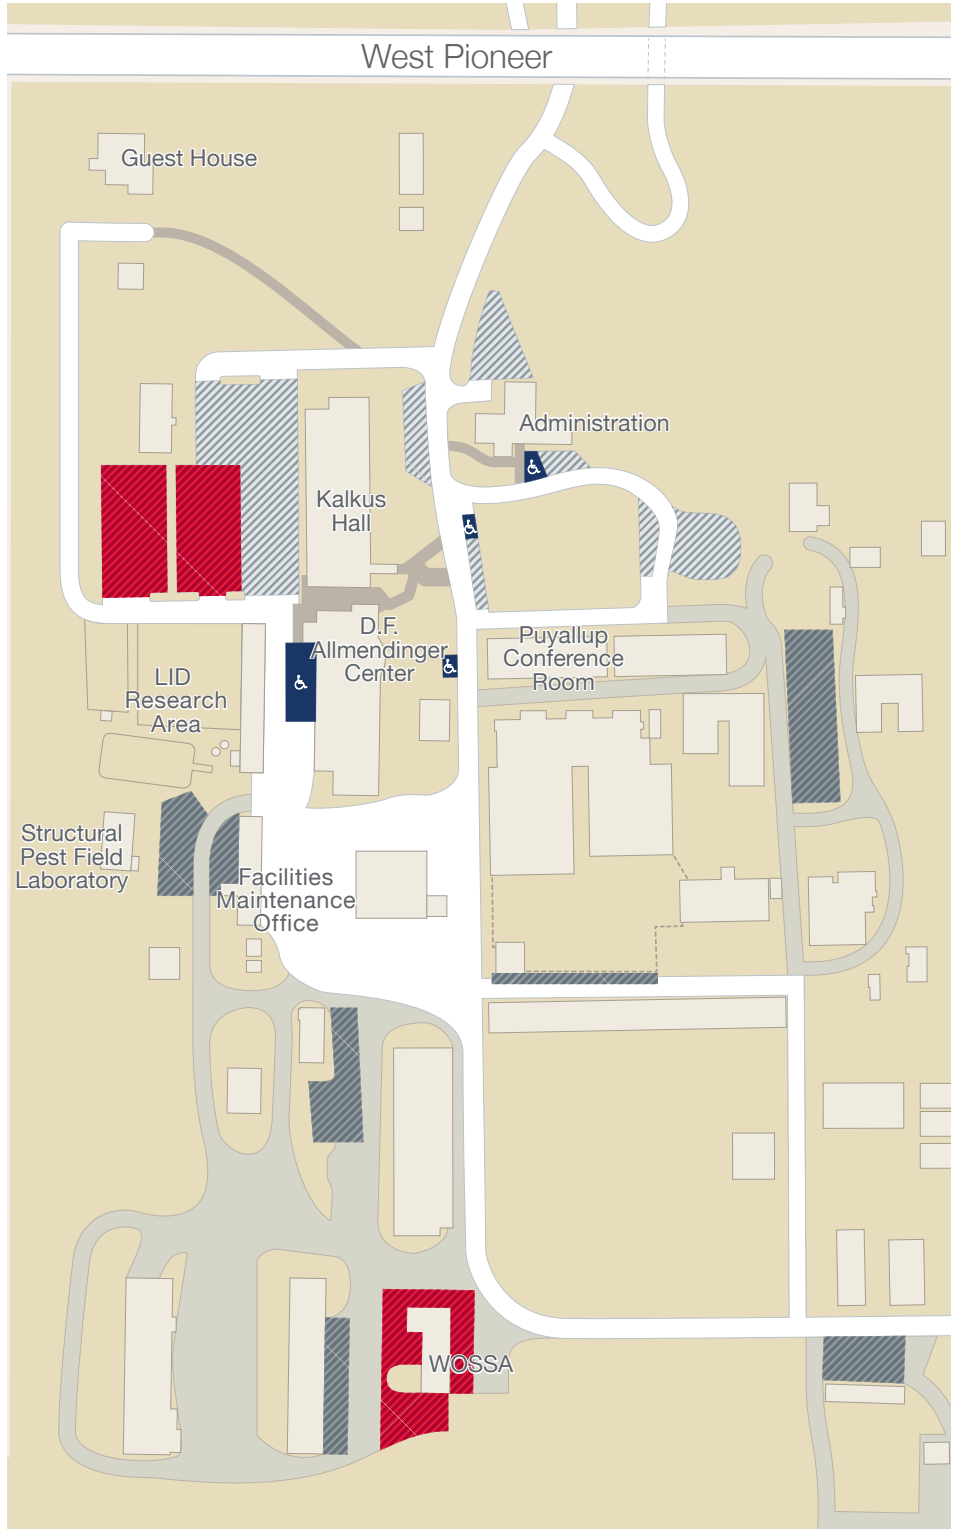 West Pioneer
Guest House
Administration
Kalkus
Hall
D.F.
Allmendinger
Center
Puyallup
Conference
Room
LID
Research
Area
Structural
Pest Field
Laboratory
Facilities
Maintenance
Office
WOSSA